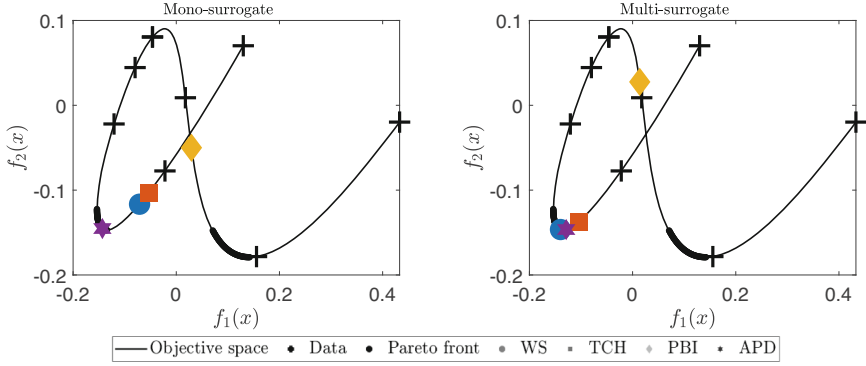 Mono-surrogate
Multi-surrogate
0.1
0
-0.1
-0.2
f₂(x)
-0.2
0
0.2
0.4
f₁(x)
0.1
0
-0.1
-0.2
f₂(x)
-0.2
0
0.2
0.4
f₁(x)
Objective space Data Pareto front WS TCH PBI APD